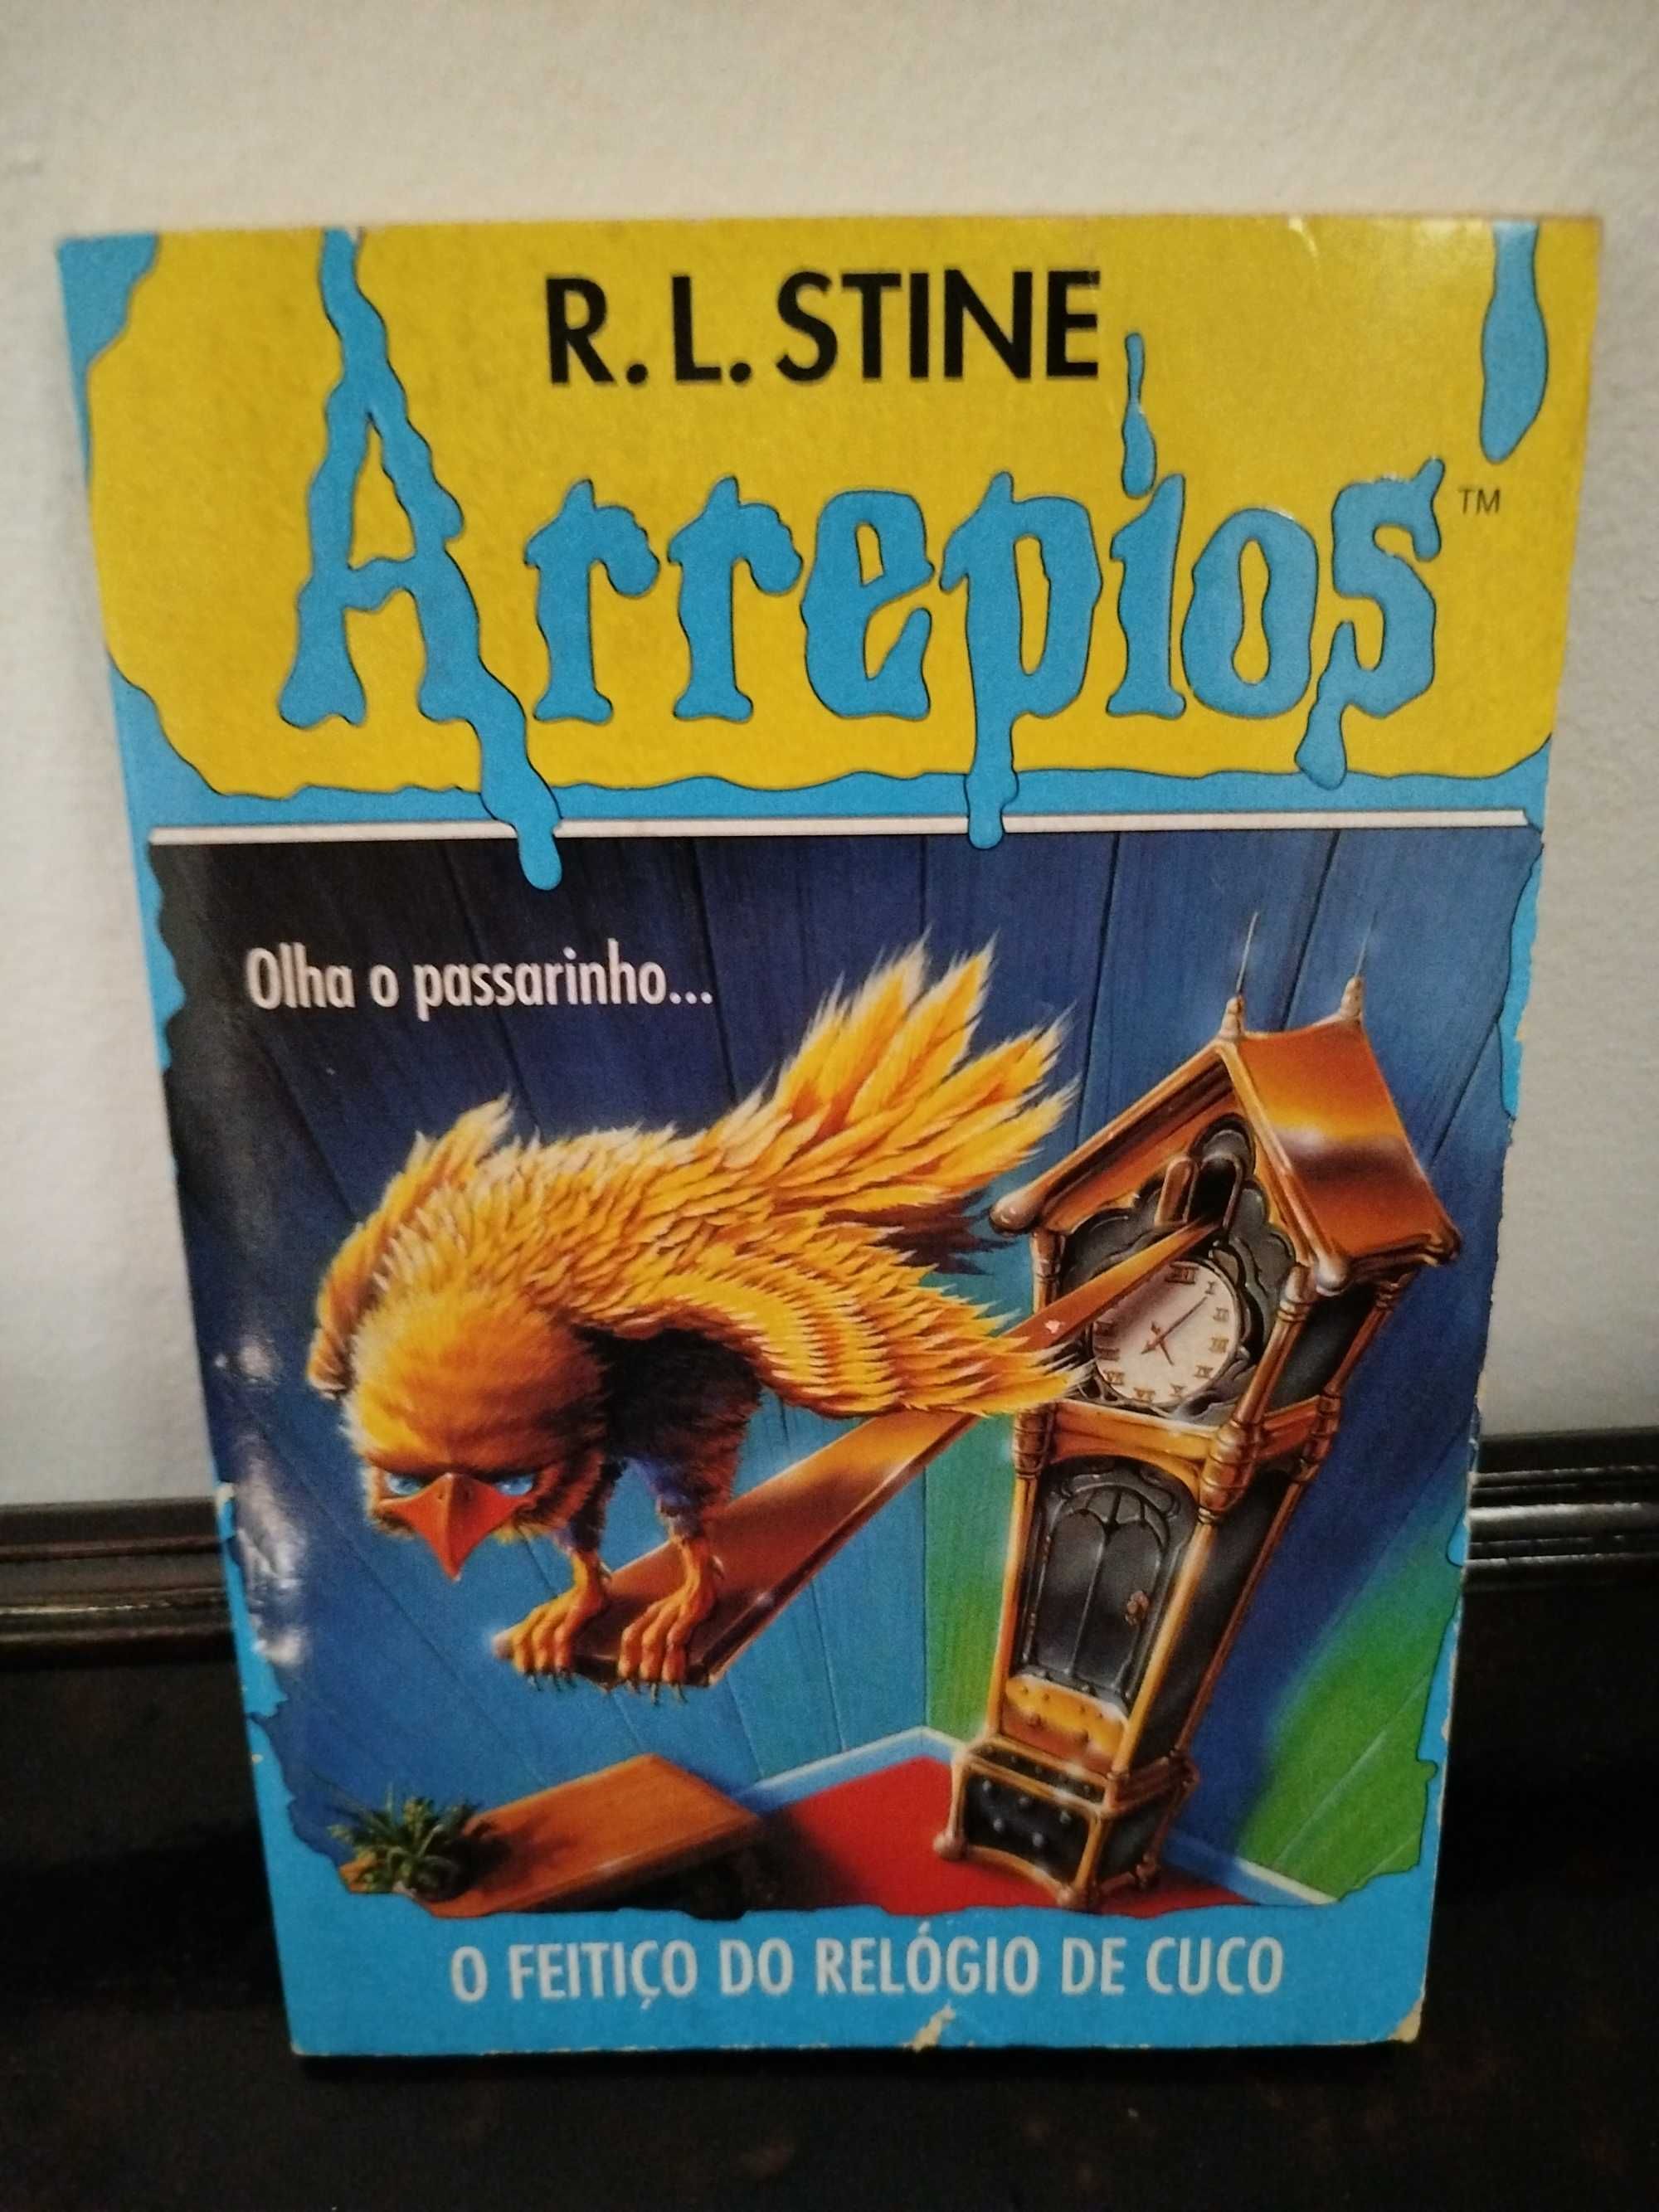 R. L. STINE
Arrepios™
Olha o passarinho...
O FEITIÇO DO RELÓGIO DE CUCO